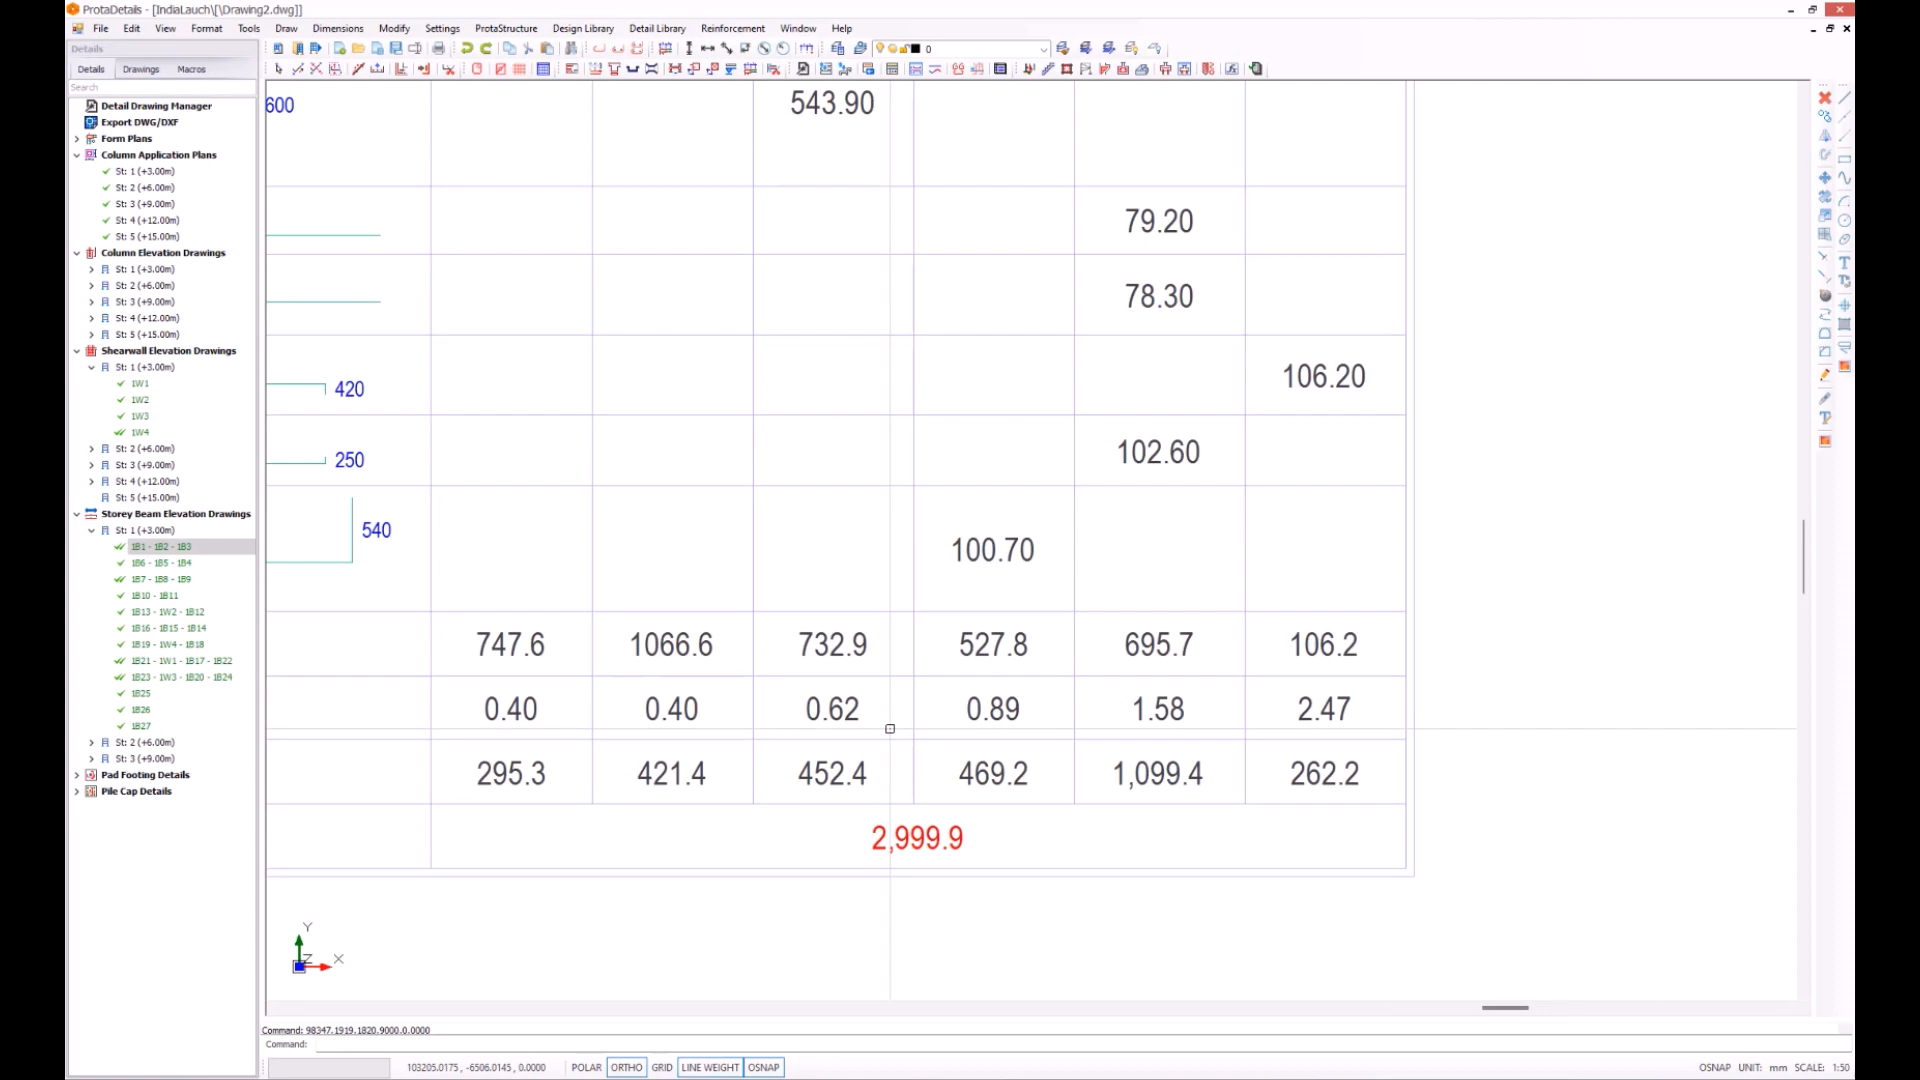 ProtaDetails - [IndiaLauch\[\Drawing2.dwg]]
File Edit View Format Tools Draw Dimensions Modify Settings ProtaStructure Design Library Detail Library Reinforcement Window Help
Details
0
Details Drawings Macros
Search
Detail Drawing Manager
Export DWG/DXF
Form Plans
Column Application Plans
St: 1 (+3.00m)
St: 2 (+6.00m)
St: 3 (+9.00m)
St: 4 (+12.00m)
St: 5 (+15.00m)
Column Elevation Drawings
St: 1 (+3.00m)
St: 2 (+6.00m)
St: 3 (+9.00m)
St: 4 (+12.00m)
St: 5 (+15.00m)
Shearwall Elevation Drawings
St: 1 (+3.00m)
1W1
1W2
1W3
1W4
St: 2 (+6.00m)
St: 3 (+9.00m)
St: 4 (+12.00m)
St: 5 (+15.00m)
Storey Beam Elevation Drawings
St: 1 (+3.00m)
1B1 - 1B2 - 1B3
1B6 - 1B5 - 1B4
1B7 - 1B8 - 1B9
1B10 - 1B11
1B13 - 1W2 - 1B12
1B16 - 1B15 - 1B14
1B19 - 1W4 - 1B18
1B21 - 1W1 - 1B17 - 1B22
1B23 - 1W3 - 1B20 - 1B24
1B25
1B26
1B27
St: 2 (+6.00m)
St: 3 (+9.00m)
Pad Footing Details
Pile Cap Details
600 543.90
79.20
78.30
420 106.20
250 102.60
540 100.70
747.6 1066.6 732.9 527.8 695.7 106.2
0.40 0.40 0.62 0.89 1.58 2.47
295.3 421.4 452.4 469.2 1,099.4 262.2
2,999.9
Y
Z X
Command: 98347.1919,1820.9000,0.0000
Command:
103205.0175 , -6506.0145 , 0.0000 POLAR ORTHO GRID LINE WEIGHT OSNAP OSNAP UNIT: mm SCALE: 1:50